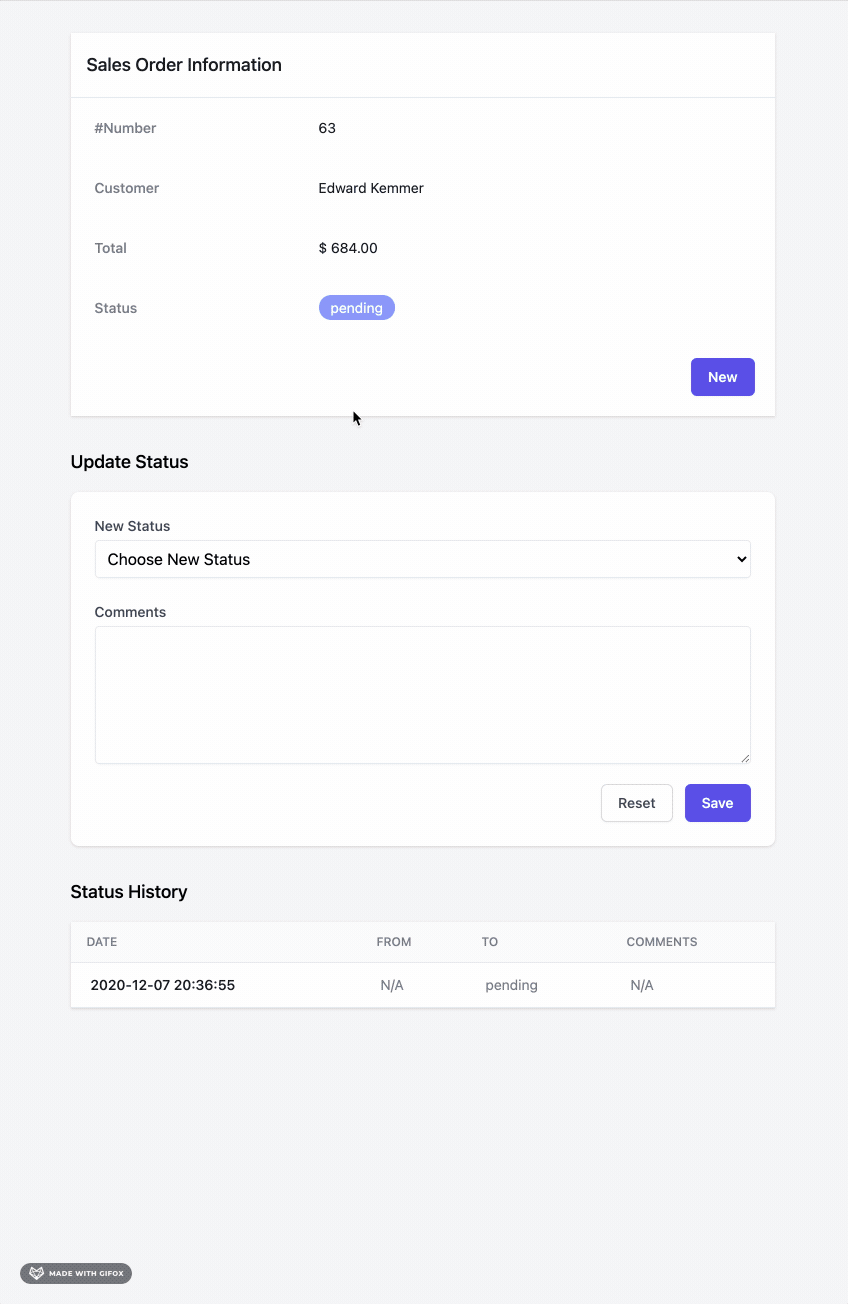 Sales Order Information
#Number 63
Customer Edward Kemmer
Total $ 684.00
Status pending
New
Update Status
New Status
Choose New Status
Comments
Reset Save
Status History
DATE FROM TO COMMENTS
2020-12-07 20:36:55 N/A pending N/A
MADE WITH GIFOX